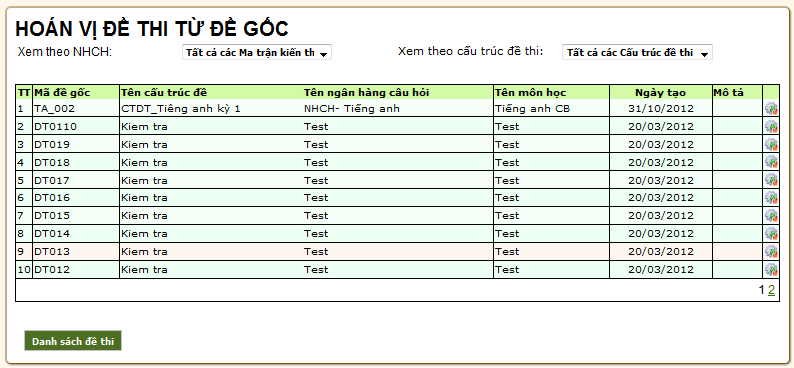 HOÁN VỊ ĐỀ THI TỪ ĐỀ GỐC
Xem theo NHCH: Tất cả các Ma trận kiến th Xem theo cấu trúc đề thi: Tất cả các Cấu trúc đề thi
TT Mã đề gốc Tên cấu trúc đề Tên ngân hàng câu hỏi Tên môn học Ngày tạo Mô tả
1 TA_002 CTDT_Tiếng anh kỳ 1 NHCH- Tiếng anh Tiếng anh CB 31/10/2012
2 DT0110 Kiem tra Test Test 20/03/2012
3 DT019 Kiem tra Test Test 20/03/2012
4 DT018 Kiem tra Test Test 20/03/2012
5 DT017 Kiem tra Test Test 20/03/2012
6 DT016 Kiem tra Test Test 20/03/2012
7 DT015 Kiem tra Test Test 20/03/2012
8 DT014 Kiem tra Test Test 20/03/2012
9 DT013 Kiem tra Test Test 20/03/2012
10 DT012 Kiem tra Test Test 20/03/2012
1 2
Danh sách đề thi